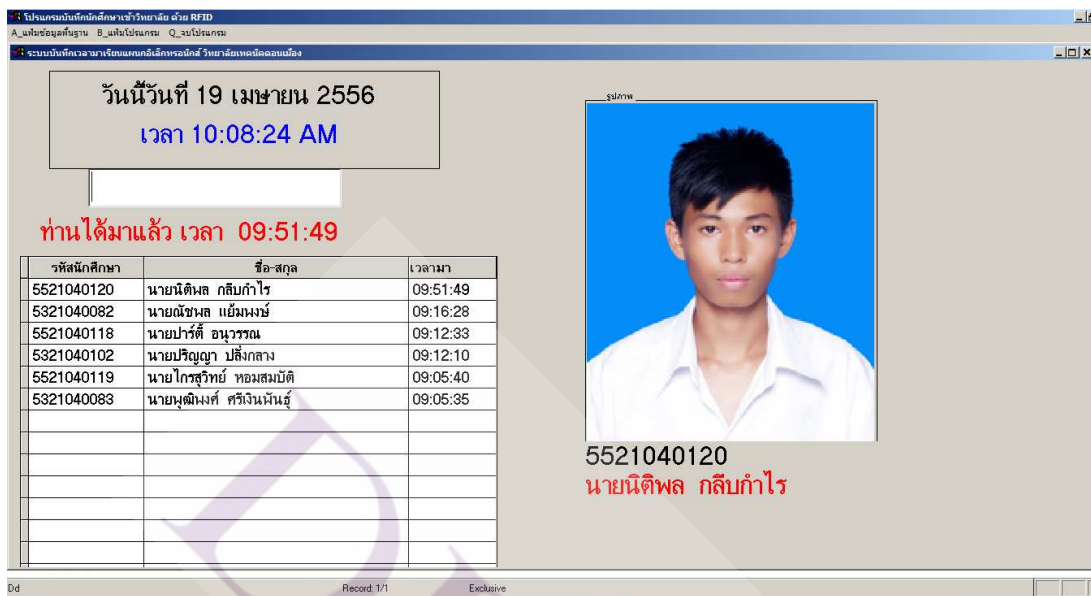 โปรแกรมบันทึกนักศึกษาเข้าวิทยาลัย ด้วย RFID
A_แฟ้มข้อมูลพื้นฐาน B_แฟ้มโปรแกรม Q_จบโปรแกรม
ระบบบันทึกเวลามาเรียนแผนกอิเล็กทรอนิกส์ วิทยาลัยเทคนิคดอนเมือง
วันนี้วันที่ 19 เมษายน 2556
เวลา 10:08:24 AM
ท่านได้มาแล้ว เวลา 09:51:49
รหัสนักศึกษา ชื่อ-สกุล เวลามา
5521040120 นายนิติพล กลีบกำไร 09:51:49
5321040082 นายณัชพล แย้มพงษ์ 09:16:28
5521040118 นายปาร์ตี้ อนุวรรณ 09:12:33
5321040102 นายปริญญา ปลั่งกลาง 09:12:10
5521040119 นายไกรสุวิทย์ หอมสมบัติ 09:05:40
5321040083 นายพุฒิพงศ์ ศรีเงินพันธุ์ 09:05:35
รูปภาพ
5521040120
นายนิติพล กลีบกำไร
Dd Record: 1/1 Exclusive